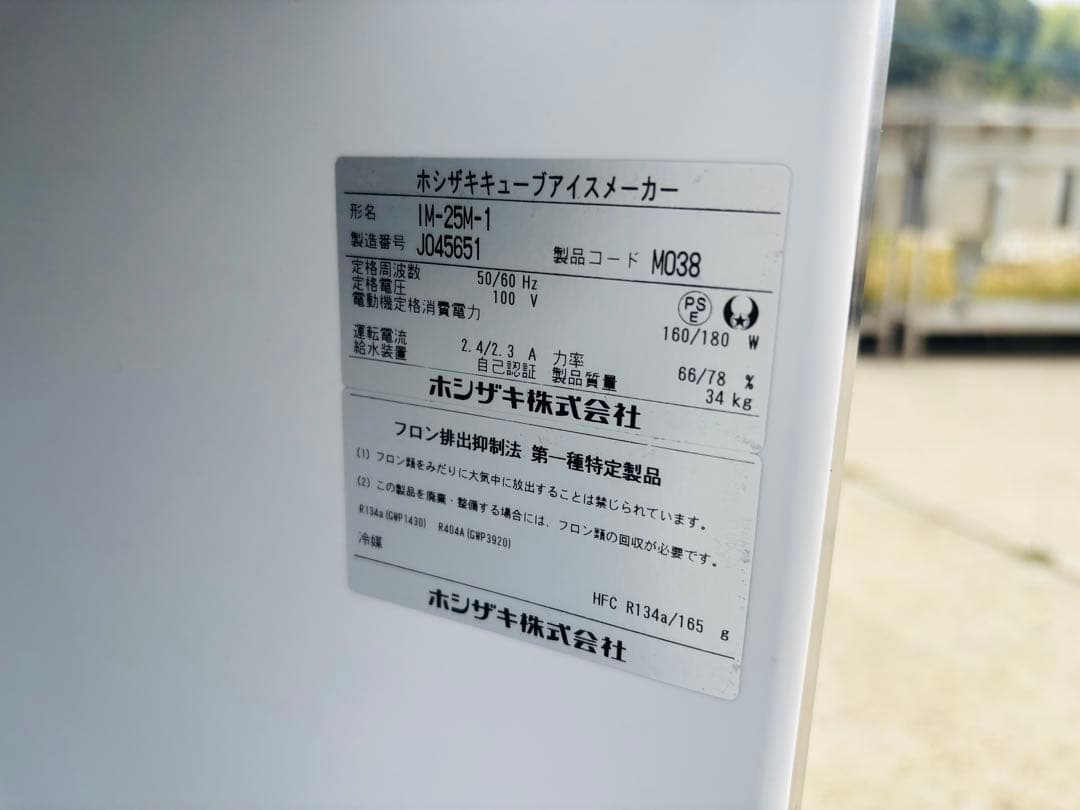 ホシザキキューブアイスメーカー
形名 IM-25M-1
製造番号 J045651 製品コード M038
定格周波数 50/60 Hz
定格電圧 100 V
PS E
電動機定格消費電力 160/180 W
運転電流 2.4/2.3 A 力率 66/78 %
給水装置 自己認証 製品質量 34 kg
ホシザキ株式会社
フロン排出抑制法 第一種特定製品
(1) フロン類をみだりに大気中に放出することは禁じられています。
(2) この製品を廃棄・整備する場合には、フロン類の回収が必要です。
R134a(GWP1430) R404A(GWP3920)
冷媒 HFC R134a/165 g
ホシザキ株式会社